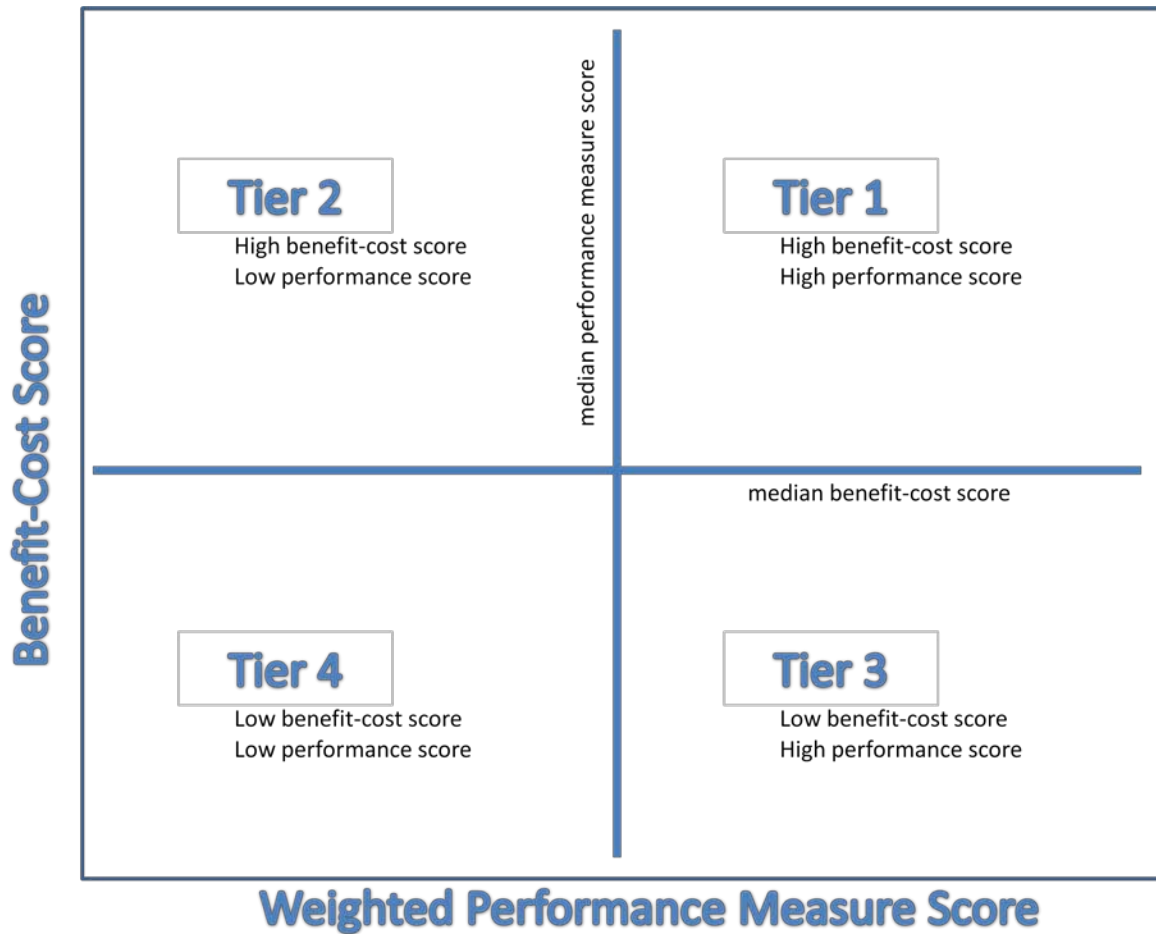 Benefit-Cost Score
median performance measure score
Tier 2
High benefit-cost score
Low performance score
Tier 1
High benefit-cost score
High performance score
median benefit-cost score
Tier 4
Low benefit-cost score
Low performance score
Tier 3
Low benefit-cost score
High performance score
Weighted Performance Measure Score